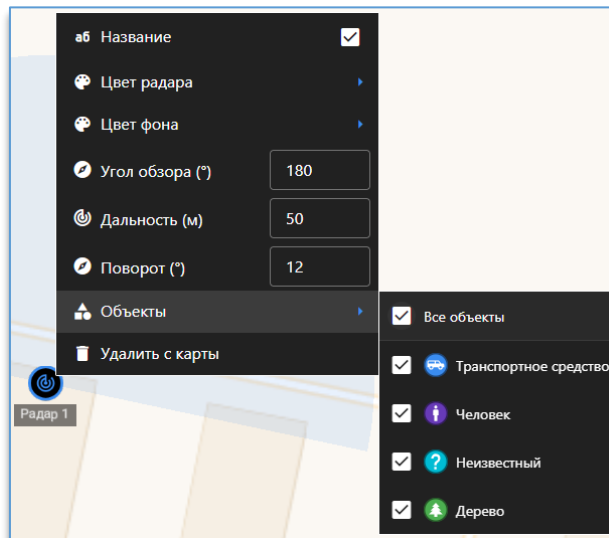 аб Название
Цвет радара
Цвет фона
Угол обзора (°) 180
Дальность (м) 50
Поворот (°) 12
Объекты
Удалить с карты
Радар 1
Все объекты
Транспортное средство
Человек
? Неизвестный
Дерево